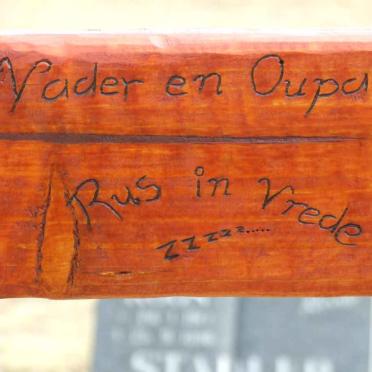 Vader en Oupa
Rus in Vrede
zzzzz.....